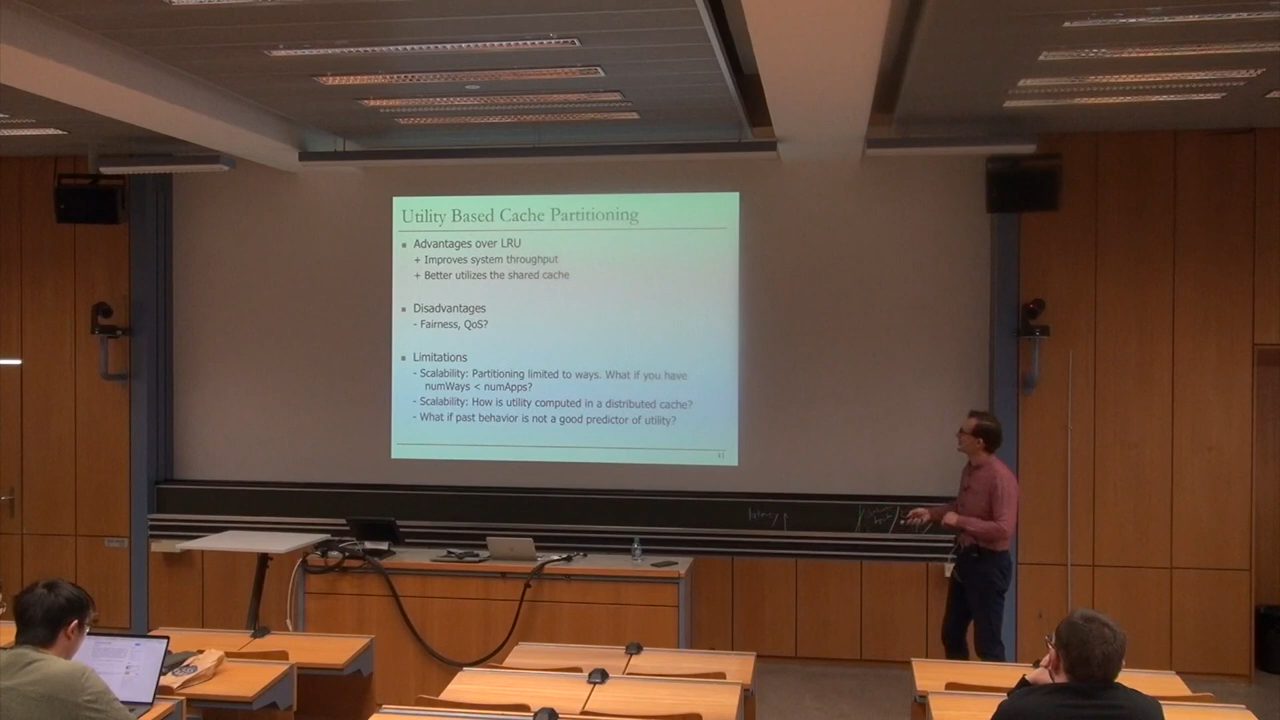 Utility Based Cache Partitioning
▪ Advantages over LRU
+ Improves system throughput
+ Better utilizes the shared cache
▪ Disadvantages
- Fairness, QoS?
▪ Limitations
- Scalability: Partitioning limited to ways. What if you have
numWays < numApps?
- Scalability: How is utility computed in a distributed cache?
- What if past behavior is not a good predictor of utility?
latency ↑